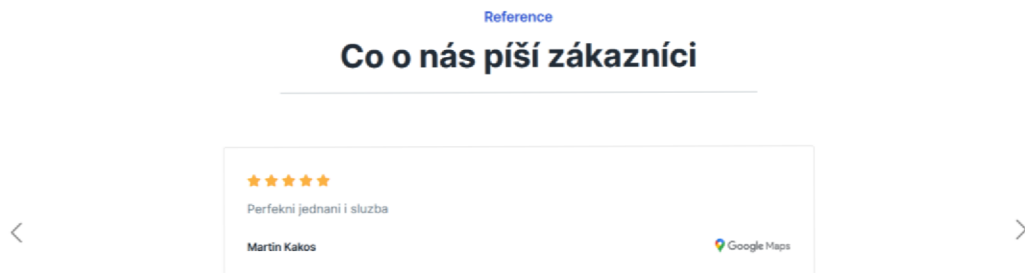 Reference
Co o nás píší zákazníci
Perfekni jednani i sluzba
Martin Kakos
Google Maps